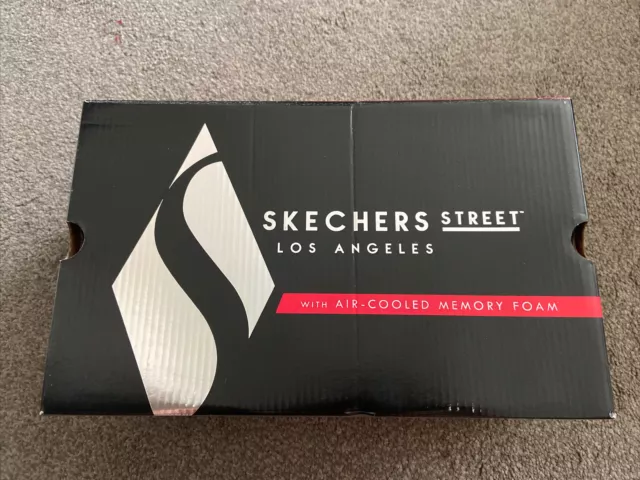 SKECHERS STREET™
LOS ANGELES
WITH AIR-COOLED MEMORY FOAM